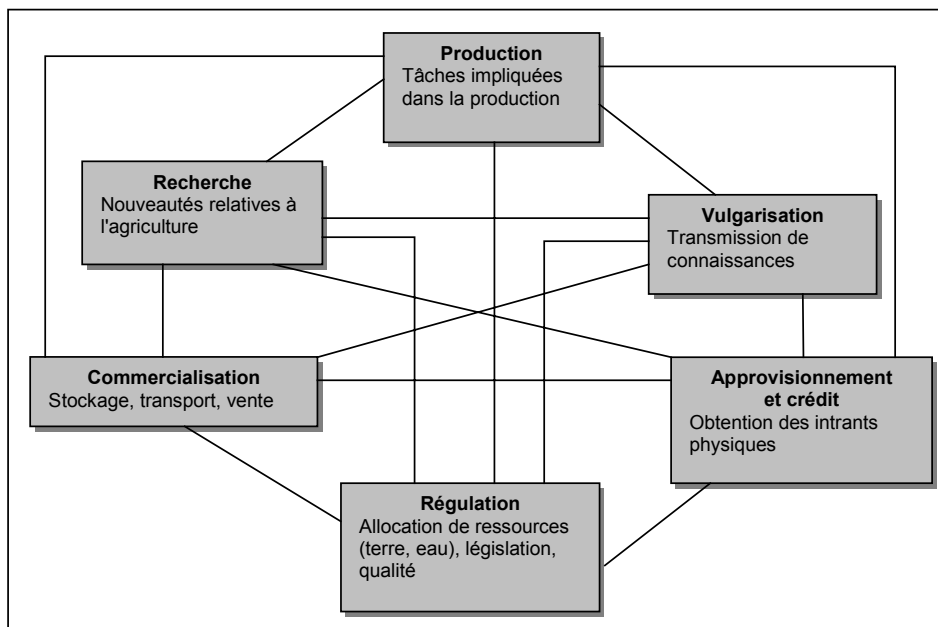 Production
Tâches impliquées
dans la production
Recherche
Nouveautés relatives à
l'agriculture
Vulgarisation
Transmission de
connaissances
Commercialisation
Stockage, transport, vente
Approvisionnement
et crédit
Obtention des intrants
physiques
Régulation
Allocation de ressources
(terre, eau), législation,
qualité